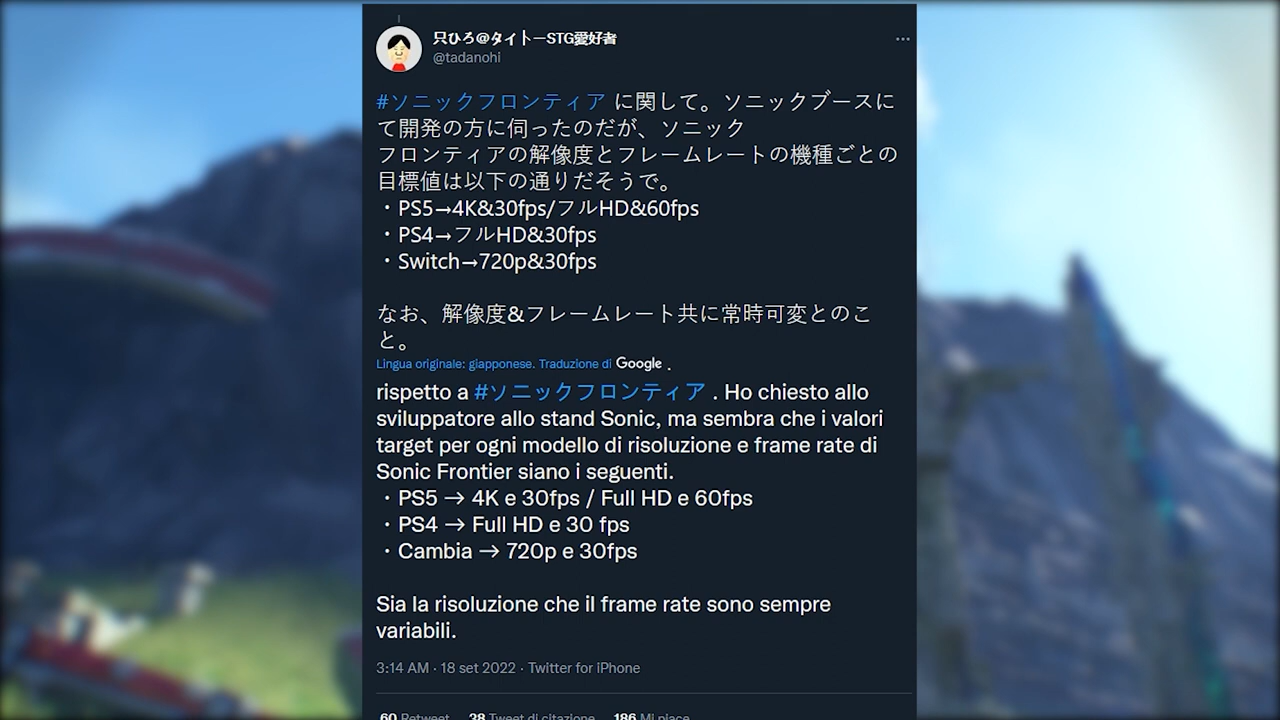 只ひろ@タイトーSTG愛好者
@tadanohi
#ソニックフロンティア に関して。ソニックブースに
て開発の方に伺ったのだが、ソニック
フロンティアの解像度とフレームレートの機種ごとの
目標値は以下の通りだそうで。
・PS5→4K&30fps/フルHD&60fps
・PS4→フルHD&30fps
・Switch→720p&30fps
なお、解像度&フレームレート共に常時可変とのこ
と。
Lingua originale: giapponese. Traduzione di Google .
rispetto a #ソニックフロンティア . Ho chiesto allo
sviluppatore allo stand Sonic, ma sembra che i valori
target per ogni modello di risoluzione e frame rate di
Sonic Frontier siano i seguenti.
・PS5 → 4K e 30fps / Full HD e 60fps
・PS4 → Full HD e 30 fps
・Cambia → 720p e 30fps
Sia la risoluzione che il frame rate sono sempre
variabili.
3:14 AM · 18 set 2022 · Twitter for iPhone
60 Retweet 38 Tweet di citazione 186 Mi piace